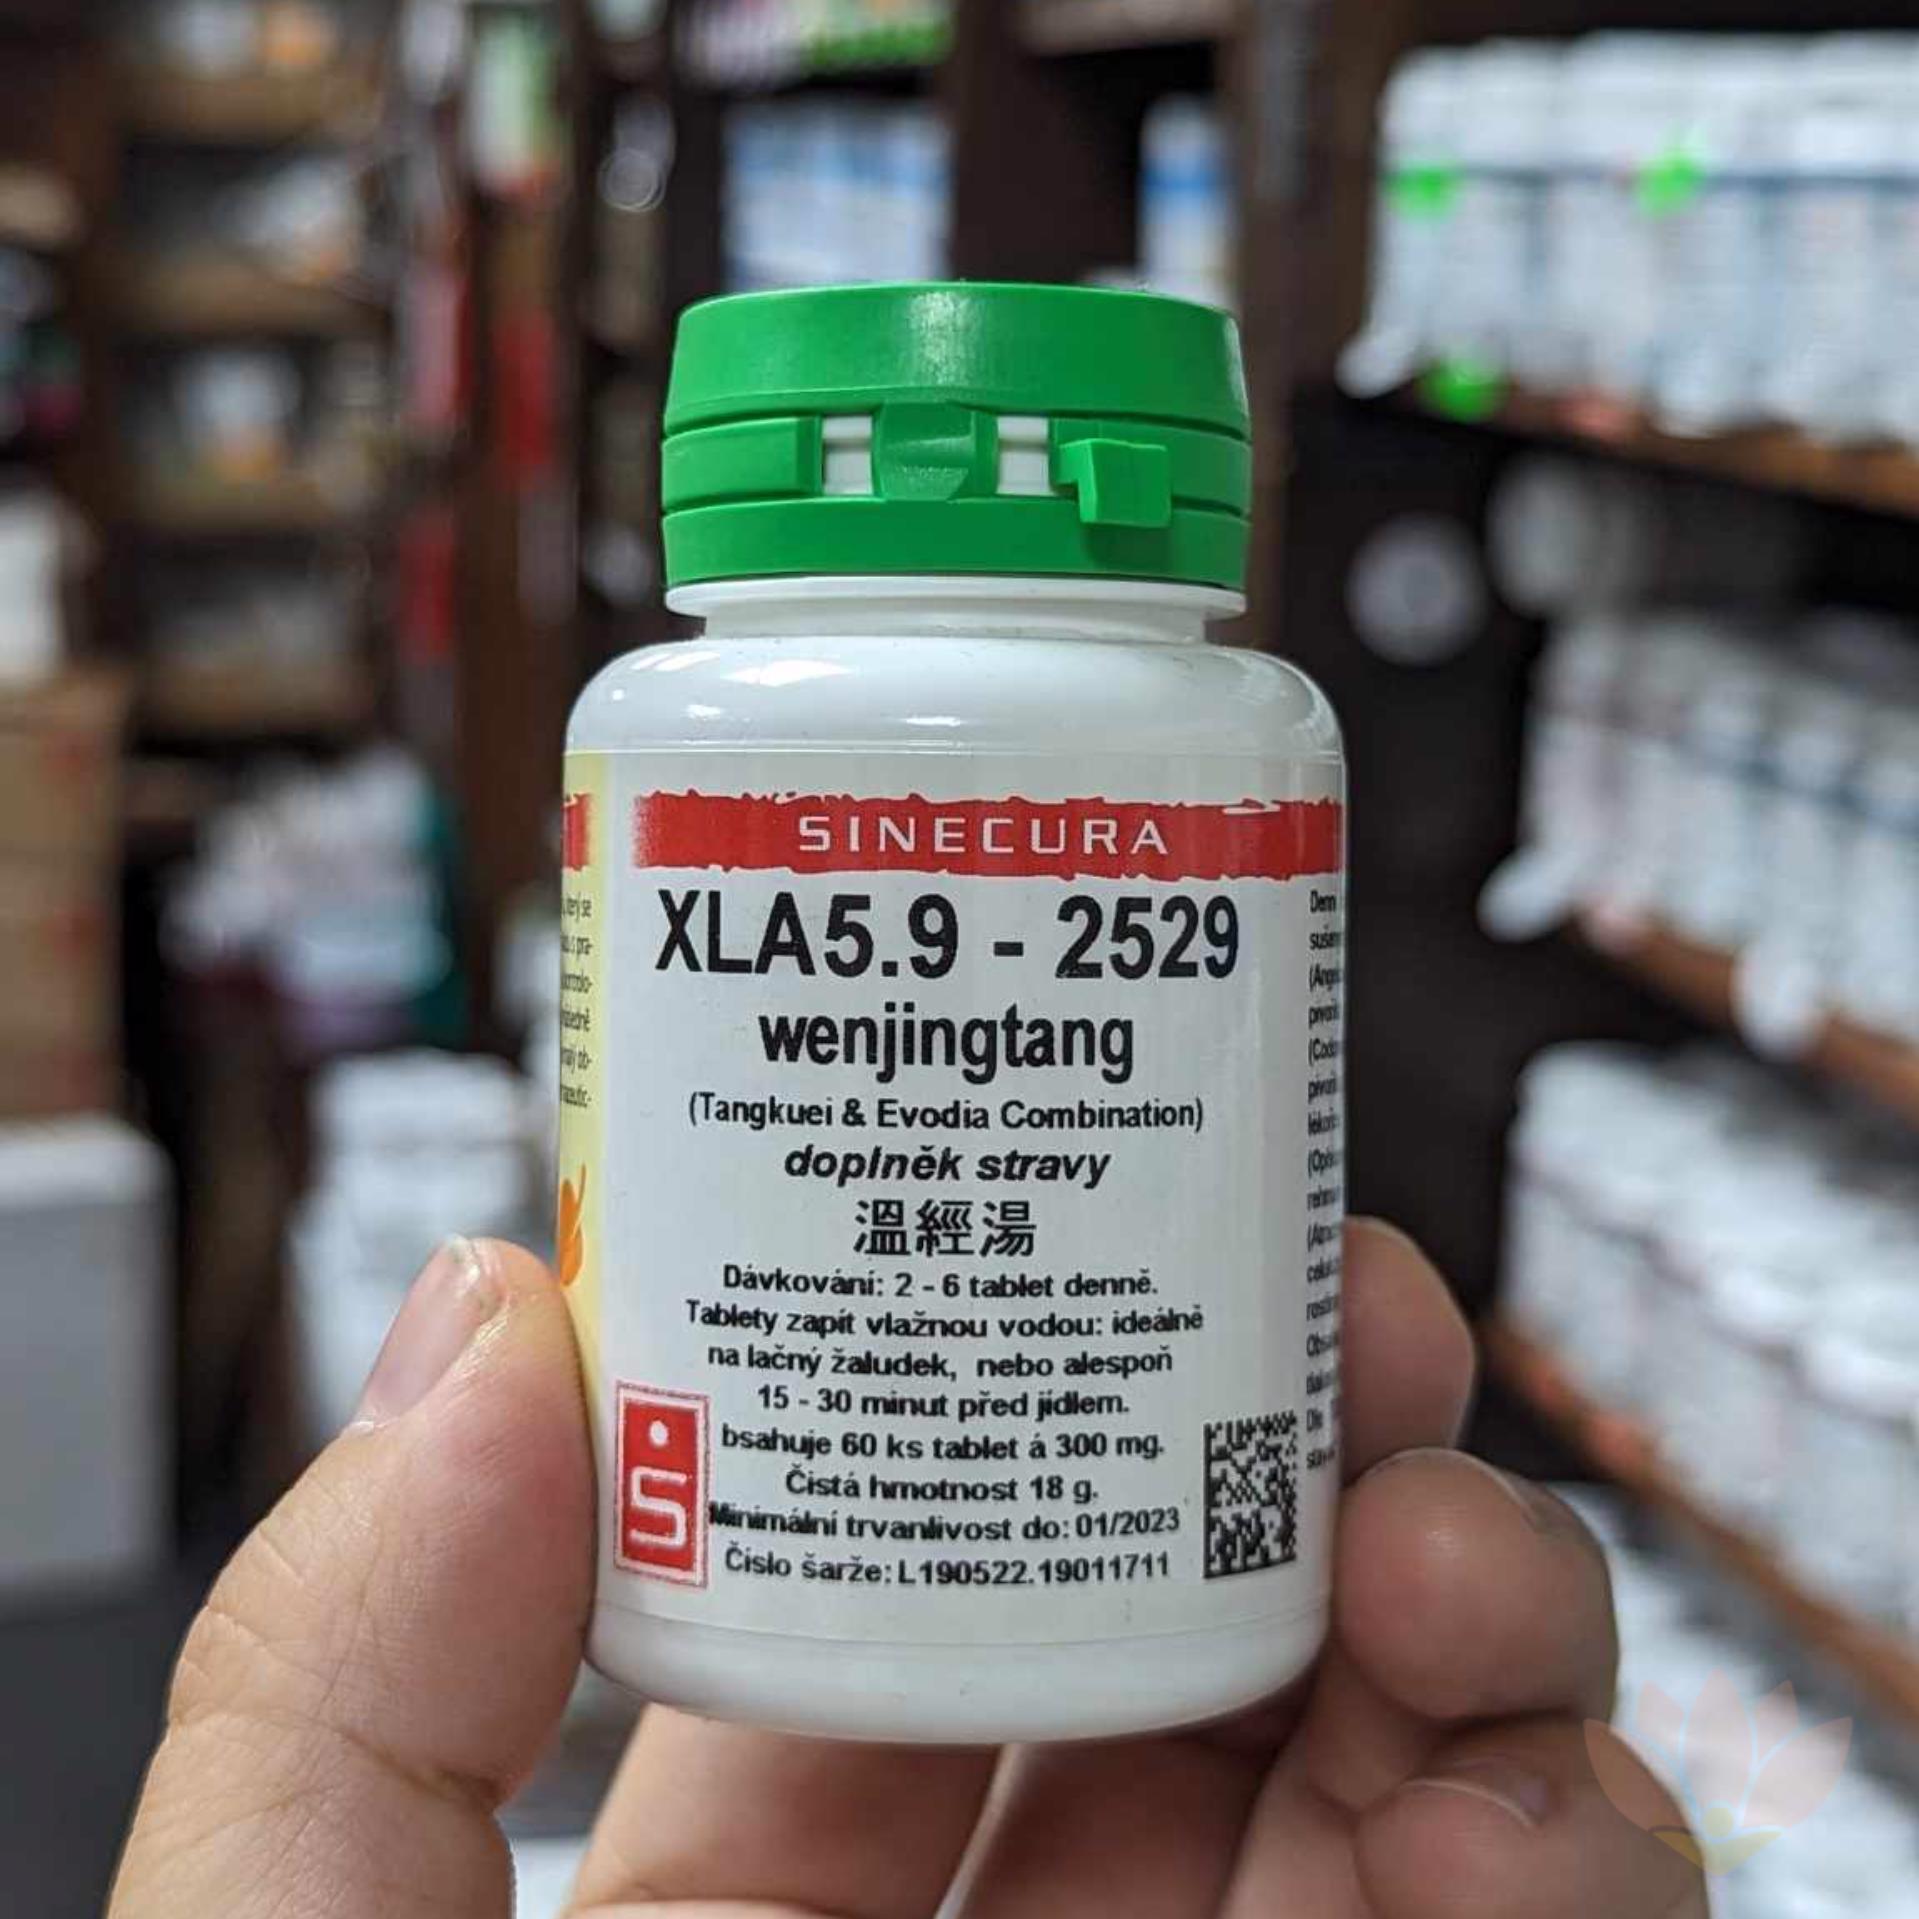 SINECURA
XLA5.9 - 2529
wenjingtang
(Tangkuei & Evodia Combination)
doplněk stravy
溫經湯
Dávkování: 2 - 6 tablet denně.
Tablety zapít vlažnou vodou: ideálně
na lačný žaludek, nebo alespoň
15 - 30 minut před jídlem.
bsahuje 60 ks tablet á 300 mg.
Čistá hmotnost 18 g.
Minimální trvanlivost do: 01/2023
Číslo šarže: L190522.19011711
S